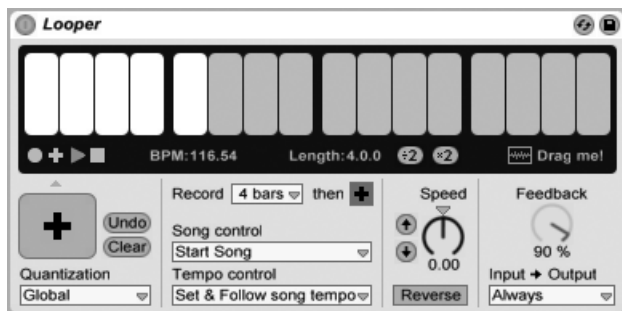 Looper
BPM:116.54 Length:4.0.0 ÷2 ×2 Drag me!
Record 4 bars then
Undo
Clear
Song control
Start Song
Quantization
Global
Tempo control
Set & Follow song tempo
Speed
0.00
Reverse
Feedback
90 %
Input → Output
Always